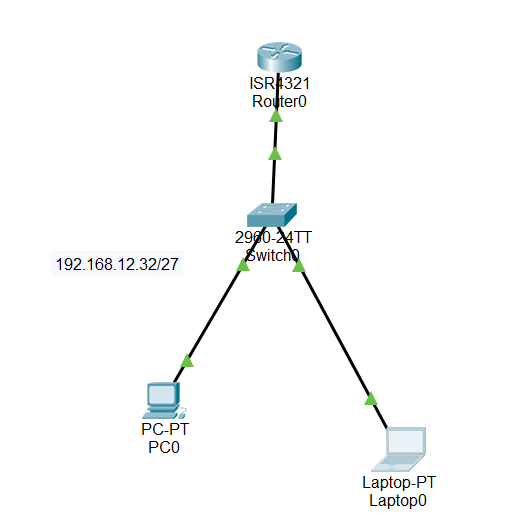 ISR4321
Router0
2960-24TT
Switch0
192.168.12.32/27
PC-PT
PC0
Laptop-PT
Laptop0